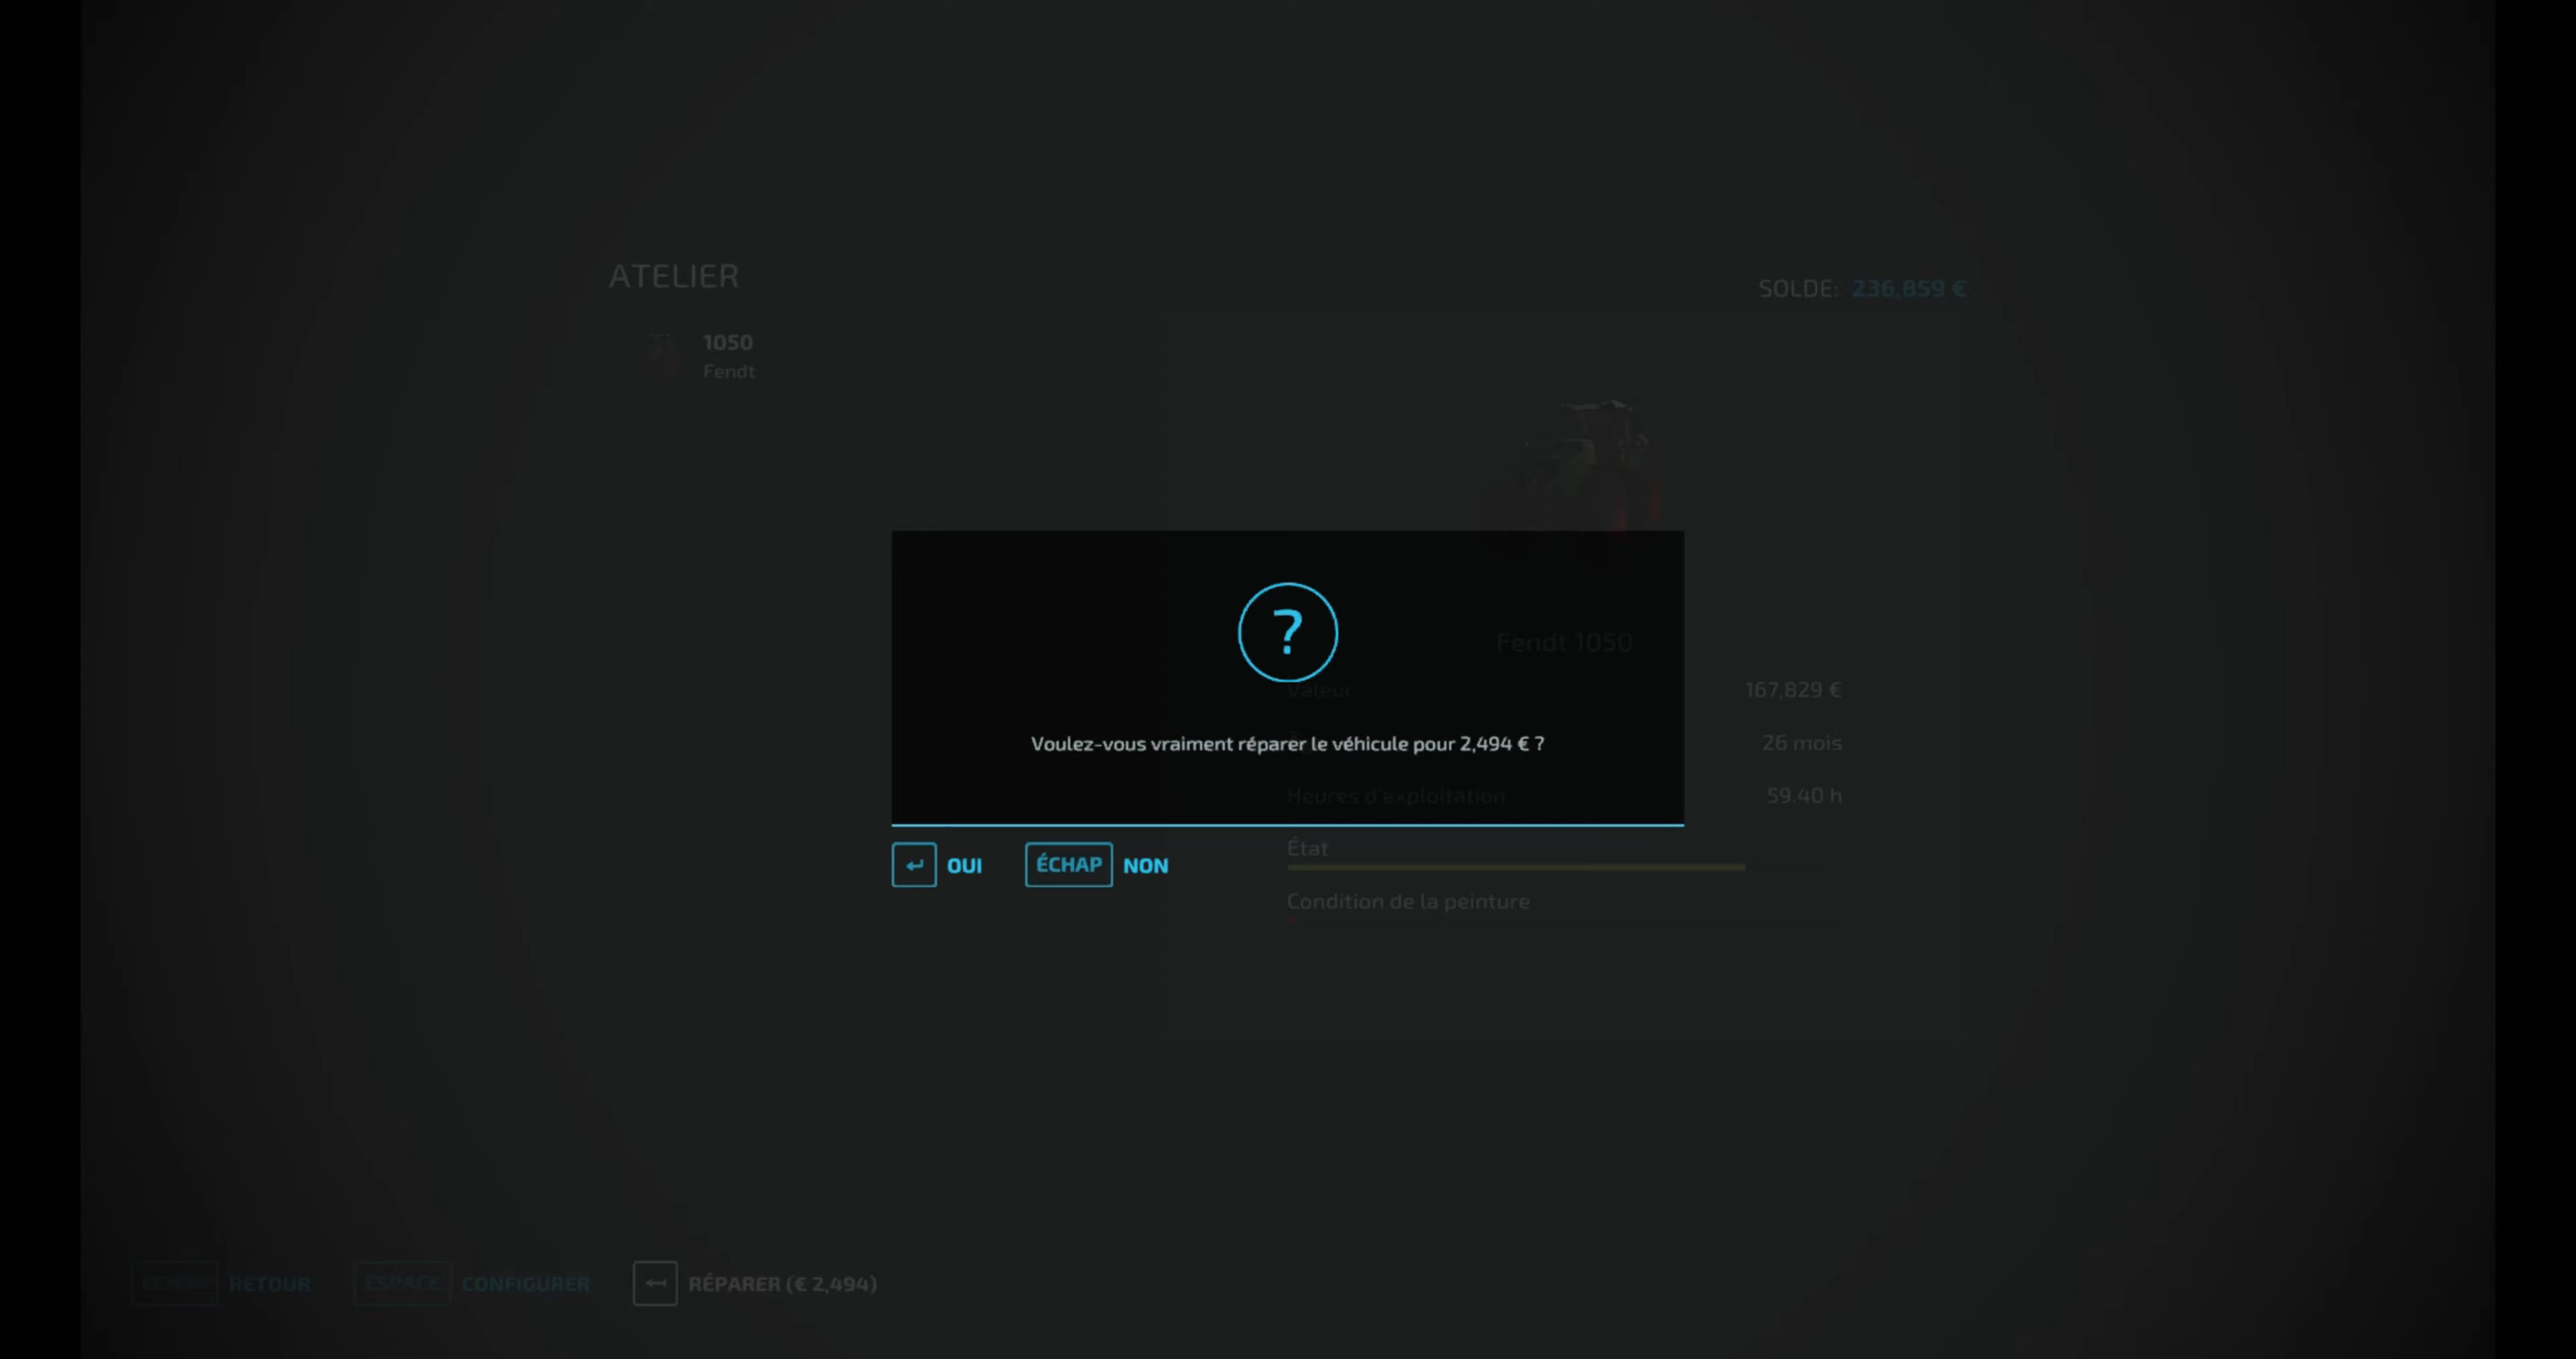 ATELIER
SOLDE: 236,859 €
1050
Fendt
?
Fendt 1050
Valeur
167,829 €
Voulez-vous vraiment réparer le véhicule pour 2,494 € ?
26 mois
Heures d'exploitation
59.40 h
OUI
ÉCHAP NON
État
Condition de la peinture
RETOUR
ESPACE CONFIGURER
RÉPARER (€ 2,494)